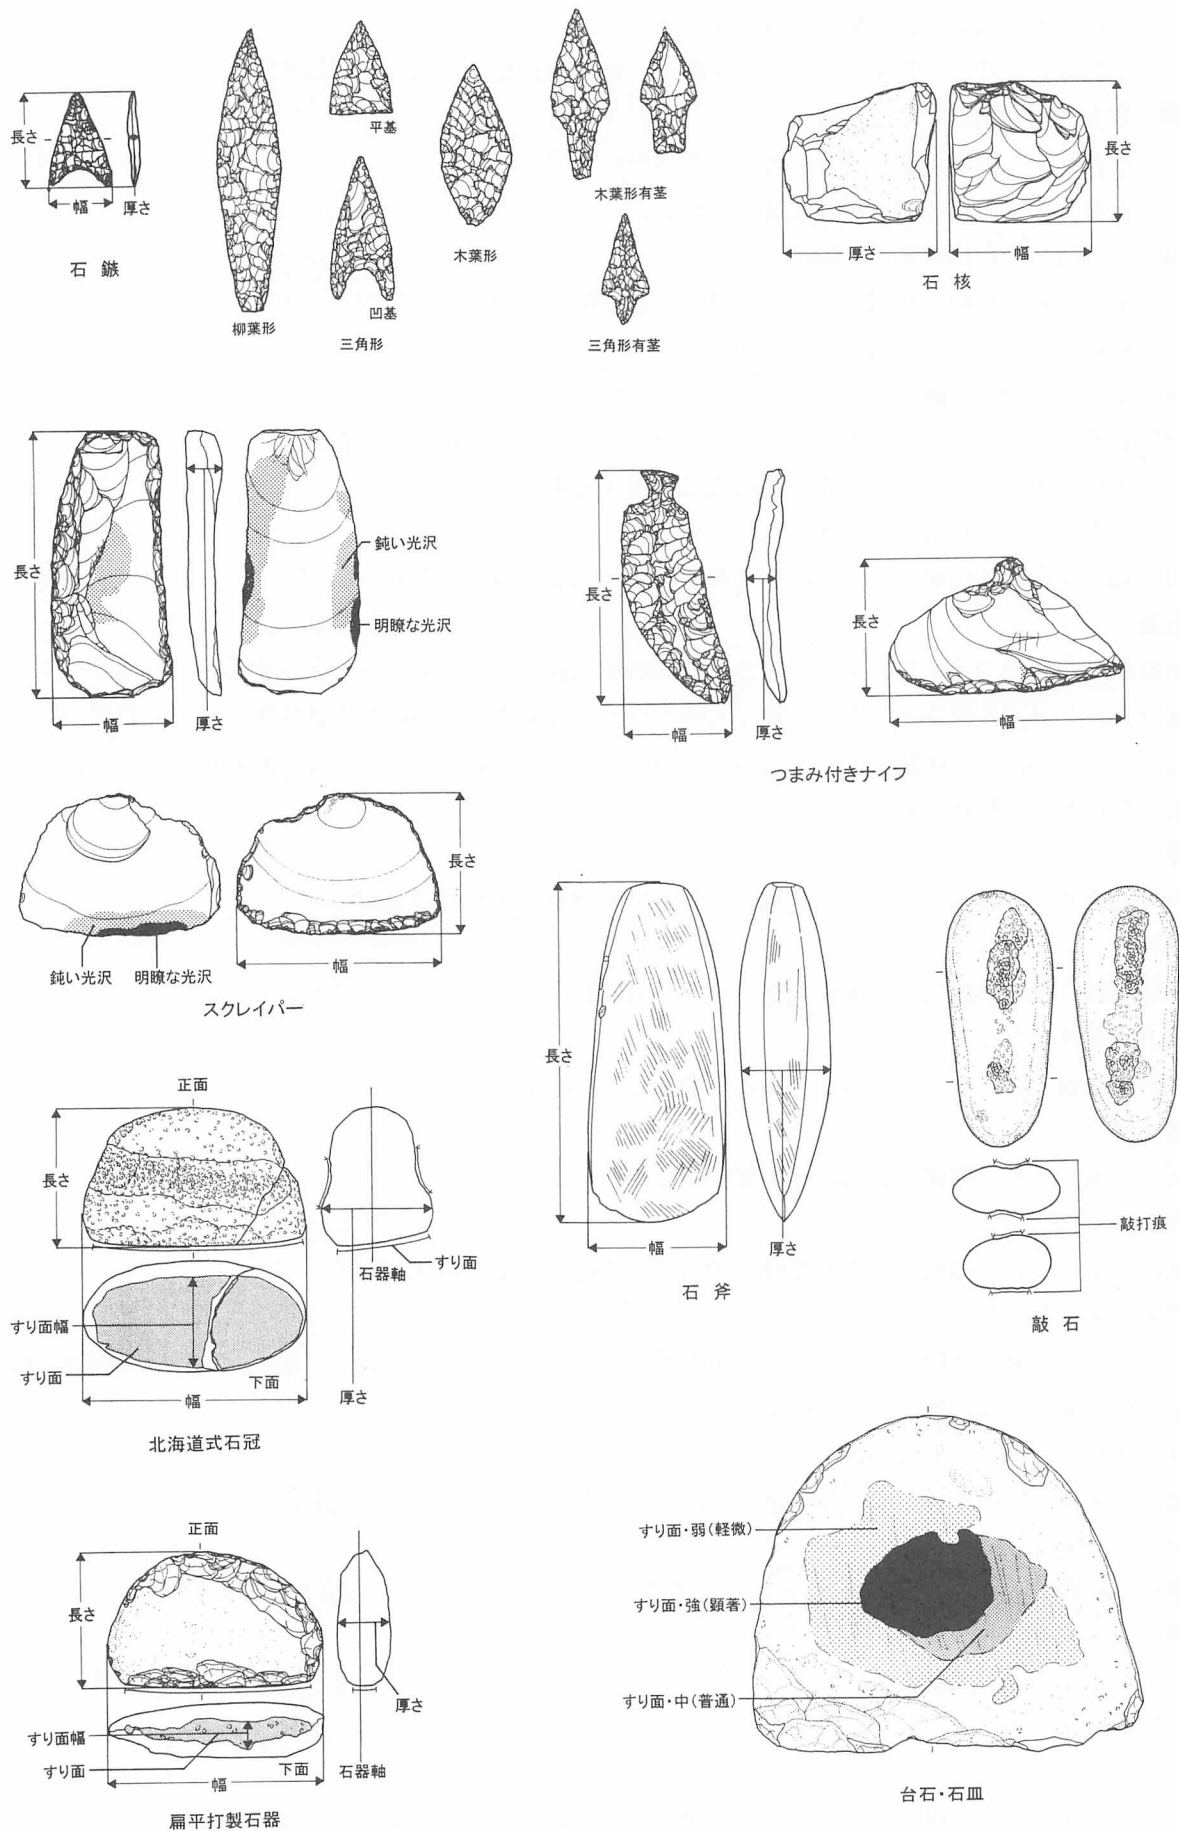 長さ
幅
厚さ
石 鏃
柳葉形
平基
凹基
三角形
木葉形
木葉形有茎
三角形有茎
長さ
厚さ
幅
石 核
長さ
幅
厚さ
鈍い光沢
明瞭な光沢
長さ
幅
厚さ
長さ
幅
つまみ付きナイフ
長さ
鈍い光沢
明瞭な光沢
幅
スクレイパー
長さ
幅
厚さ
石 斧
敲打痕
敲 石
正面
長さ
石器軸
すり面
すり面幅
すり面
下面
幅
厚さ
北海道式石冠
正面
長さ
厚さ
すり面幅
すり面
下面
幅
石器軸
扁平打製石器
すり面・弱(軽微)
すり面・強(顕著)
すり面・中(普通)
台石・石皿